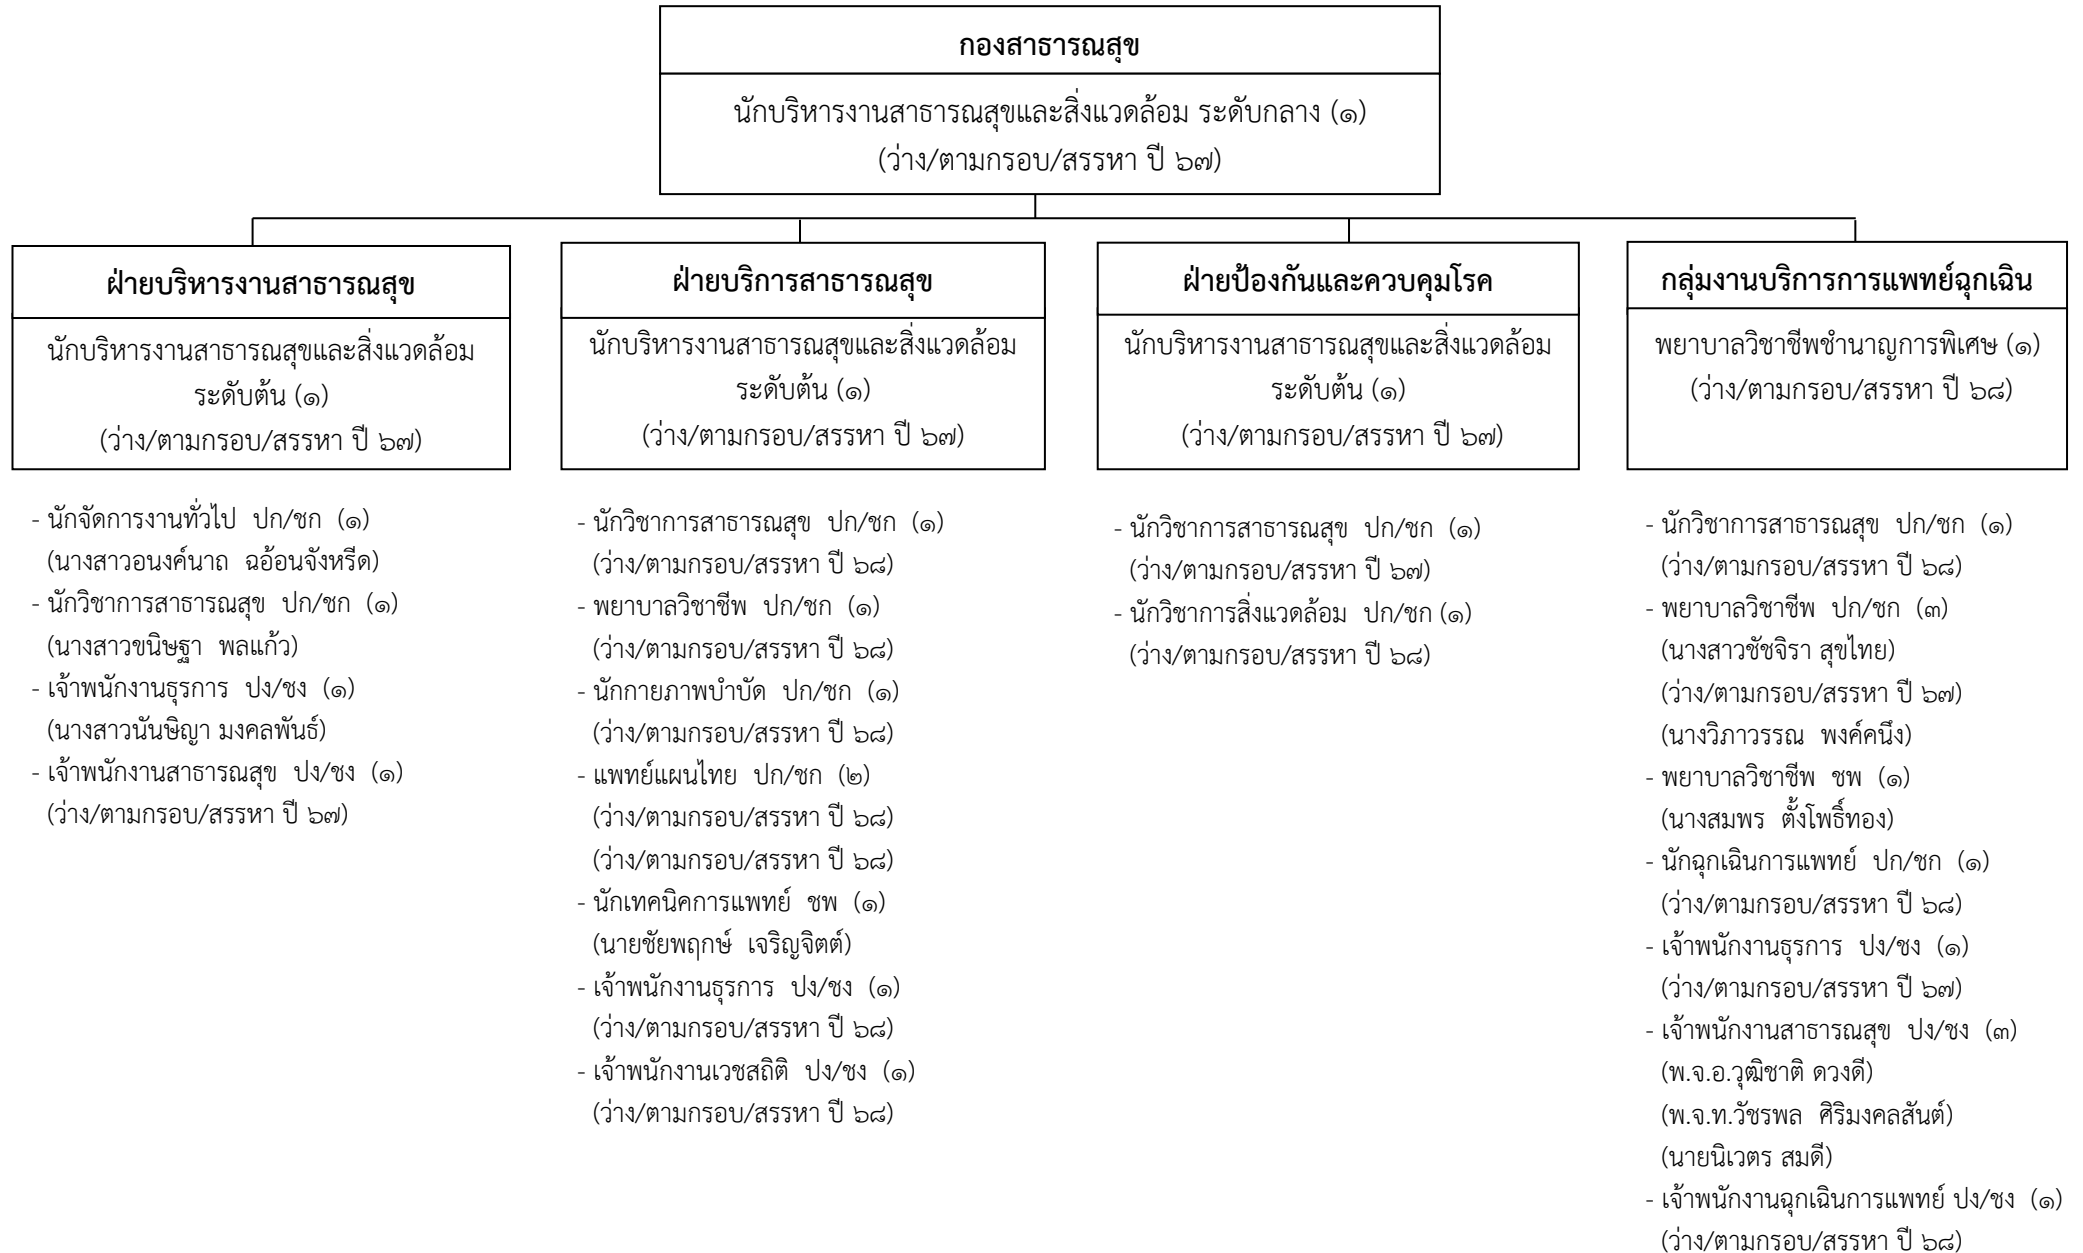 กองสาธารณสุข
นักบริหารงานสาธารณสุขและสิ่งแวดล้อม ระดับกลาง (๑)
(ว่าง/ตามกรอบ/สรรหา ปี ๖๗)
ฝ่ายบริหารงานสาธารณสุข
นักบริหารงานสาธารณสุขและสิ่งแวดล้อม
ระดับต้น (๑)
(ว่าง/ตามกรอบ/สรรหา ปี ๖๗)
- นักจัดการงานทั่วไป ปก/ชก (๑)
(นางสาวอนงค์นาถ ฉอ้อนจังหรีด)
- นักวิชาการสาธารณสุข ปก/ชก (๑)
(นางสาวขนิษฐา พลแก้ว)
- เจ้าพนักงานธุรการ ปง/ชง (๑)
(นางสาวนันษิญา มงคลพันธ์)
- เจ้าพนักงานสาธารณสุข ปง/ชง (๑)
(ว่าง/ตามกรอบ/สรรหา ปี ๖๗)
ฝ่ายบริการสาธารณสุข
นักบริหารงานสาธารณสุขและสิ่งแวดล้อม
ระดับต้น (๑)
(ว่าง/ตามกรอบ/สรรหา ปี ๖๗)
- นักวิชาการสาธารณสุข ปก/ชก (๑)
(ว่าง/ตามกรอบ/สรรหา ปี ๖๘)
- พยาบาลวิชาชีพ ปก/ชก (๑)
(ว่าง/ตามกรอบ/สรรหา ปี ๖๘)
- นักกายภาพบำบัด ปก/ชก (๑)
(ว่าง/ตามกรอบ/สรรหา ปี ๖๘)
- แพทย์แผนไทย ปก/ชก (๒)
(ว่าง/ตามกรอบ/สรรหา ปี ๖๘)
(ว่าง/ตามกรอบ/สรรหา ปี ๖๘)
- นักเทคนิคการแพทย์ ชพ (๑)
(นายชัยพฤกษ์ เจริญจิตต์)
- เจ้าพนักงานธุรการ ปง/ชง (๑)
(ว่าง/ตามกรอบ/สรรหา ปี ๖๘)
- เจ้าพนักงานเวชสถิติ ปง/ชง (๑)
(ว่าง/ตามกรอบ/สรรหา ปี ๖๘)
ฝ่ายป้องกันและควบคุมโรค
นักบริหารงานสาธารณสุขและสิ่งแวดล้อม
ระดับต้น (๑)
(ว่าง/ตามกรอบ/สรรหา ปี ๖๗)
- นักวิชาการสาธารณสุข ปก/ชก (๑)
(ว่าง/ตามกรอบ/สรรหา ปี ๖๗)
- นักวิชาการสิ่งแวดล้อม ปก/ชก (๑)
(ว่าง/ตามกรอบ/สรรหา ปี ๖๘)
กลุ่มงานบริการการแพทย์ฉุกเฉิน
พยาบาลวิชาชีพชำนาญการพิเศษ (๑)
(ว่าง/ตามกรอบ/สรรหา ปี ๖๘)
- นักวิชาการสาธารณสุข ปก/ชก (๑)
(ว่าง/ตามกรอบ/สรรหา ปี ๖๘)
- พยาบาลวิชาชีพ ปก/ชก (๓)
(นางสาวชัชจิรา สุขไทย)
(ว่าง/ตามกรอบ/สรรหา ปี ๖๗)
(นางวิภาวรรณ พงค์คนึง)
- พยาบาลวิชาชีพ ชพ (๑)
(นางสมพร ตั้งโพธิ์ทอง)
- นักฉุกเฉินการแพทย์ ปก/ชก (๑)
(ว่าง/ตามกรอบ/สรรหา ปี ๖๘)
- เจ้าพนักงานธุรการ ปง/ชง (๑)
(ว่าง/ตามกรอบ/สรรหา ปี ๖๗)
- เจ้าพนักงานสาธารณสุข ปง/ชง (๓)
(พ.จ.อ.วุฒิชาติ ดวงดี)
(พ.จ.ท.วัชรพล ศิริมงคลสันต์)
(นายนิเวตร สมดี)
- เจ้าพนักงานฉุกเฉินการแพทย์ ปง/ชง (๑)
(ว่าง/ตามกรอบ/สรรหา ปี ๖๘)